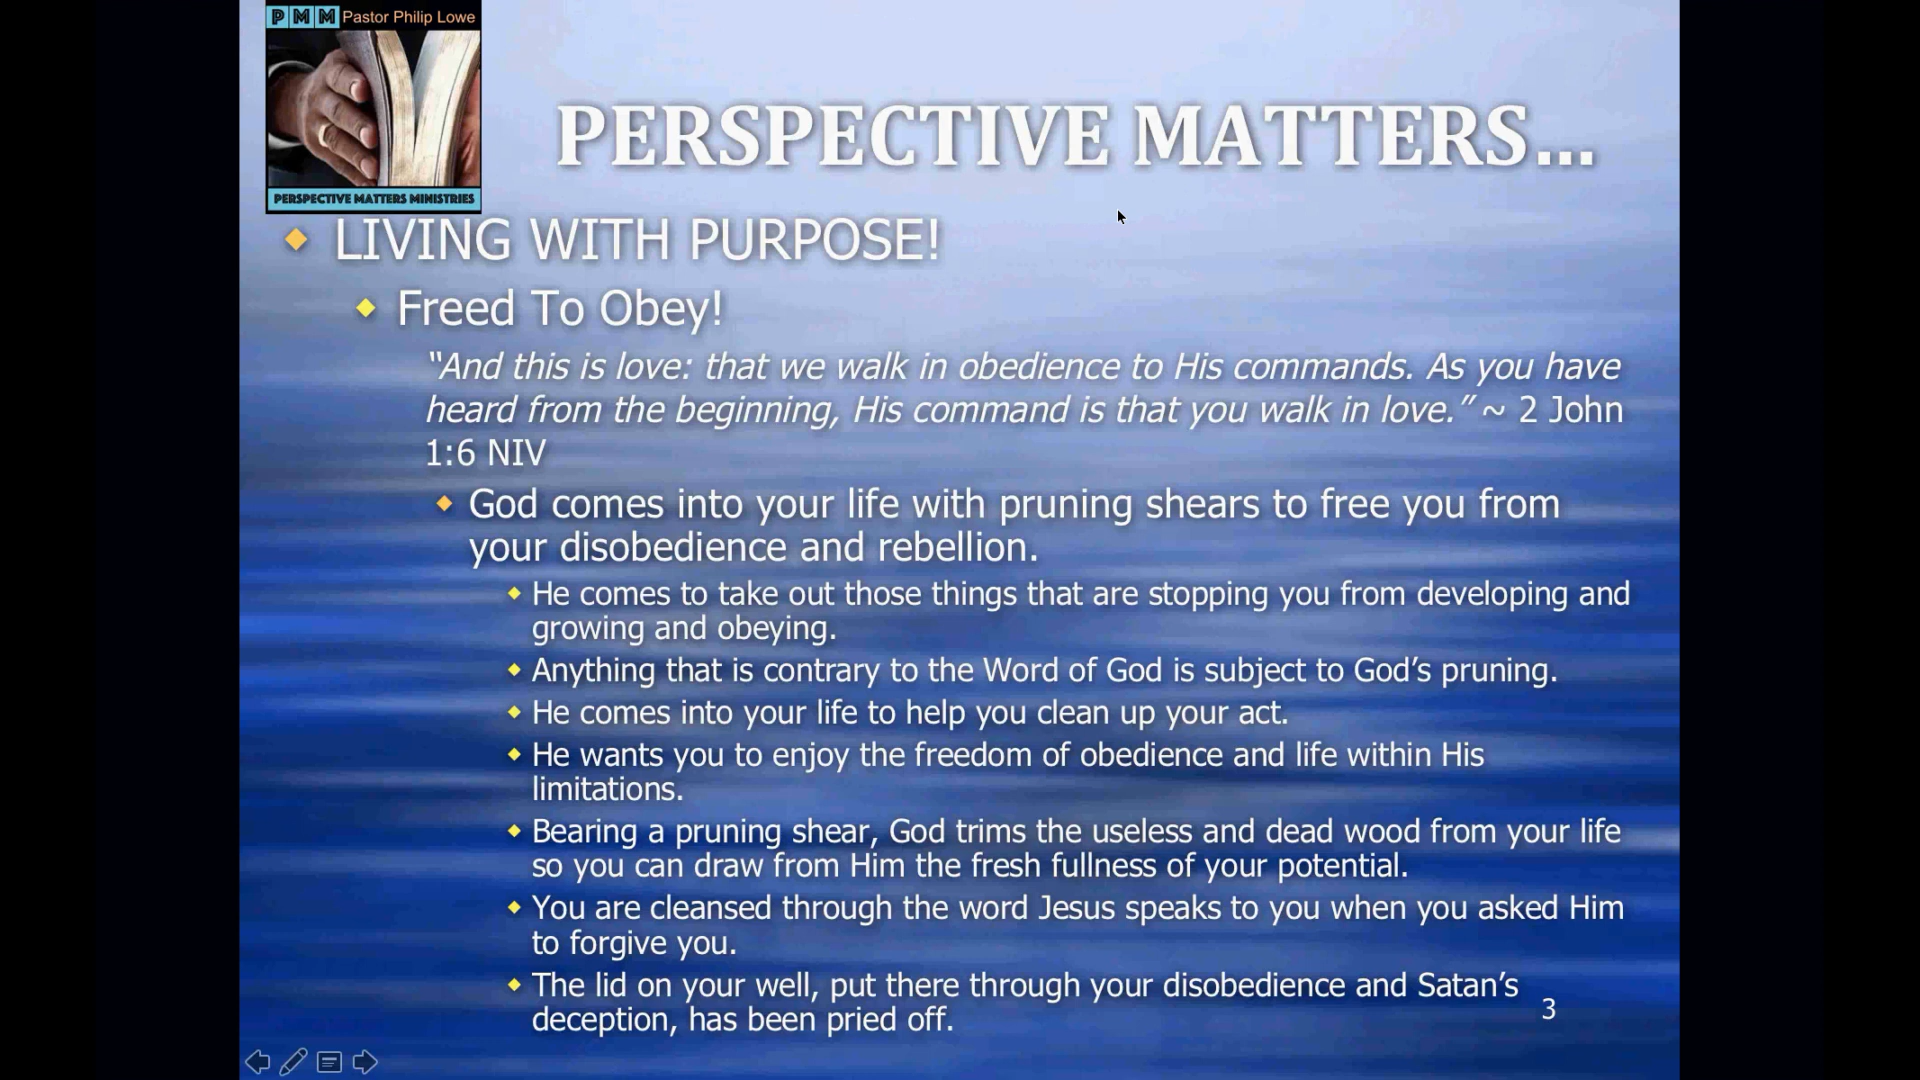 PMM Pastor Philip Lowe
PERSPECTIVE MATTERS MINISTRIES
PERSPECTIVE MATTERS...
LIVING WITH PURPOSE!
Freed To Obey!
“And this is love: that we walk in obedience to His commands. As you have
heard from the beginning, His command is that you walk in love.” ~ 2 John
1:6 NIV
God comes into your life with pruning shears to free you from
your disobedience and rebellion.
He comes to take out those things that are stopping you from developing and
growing and obeying.
Anything that is contrary to the Word of God is subject to God’s pruning.
He comes into your life to help you clean up your act.
He wants you to enjoy the freedom of obedience and life within His
limitations.
Bearing a pruning shear, God trims the useless and dead wood from your life
so you can draw from Him the fresh fullness of your potential.
You are cleansed through the word Jesus speaks to you when you asked Him
to forgive you.
The lid on your well, put there through your disobedience and Satan’s
deception, has been pried off.
3